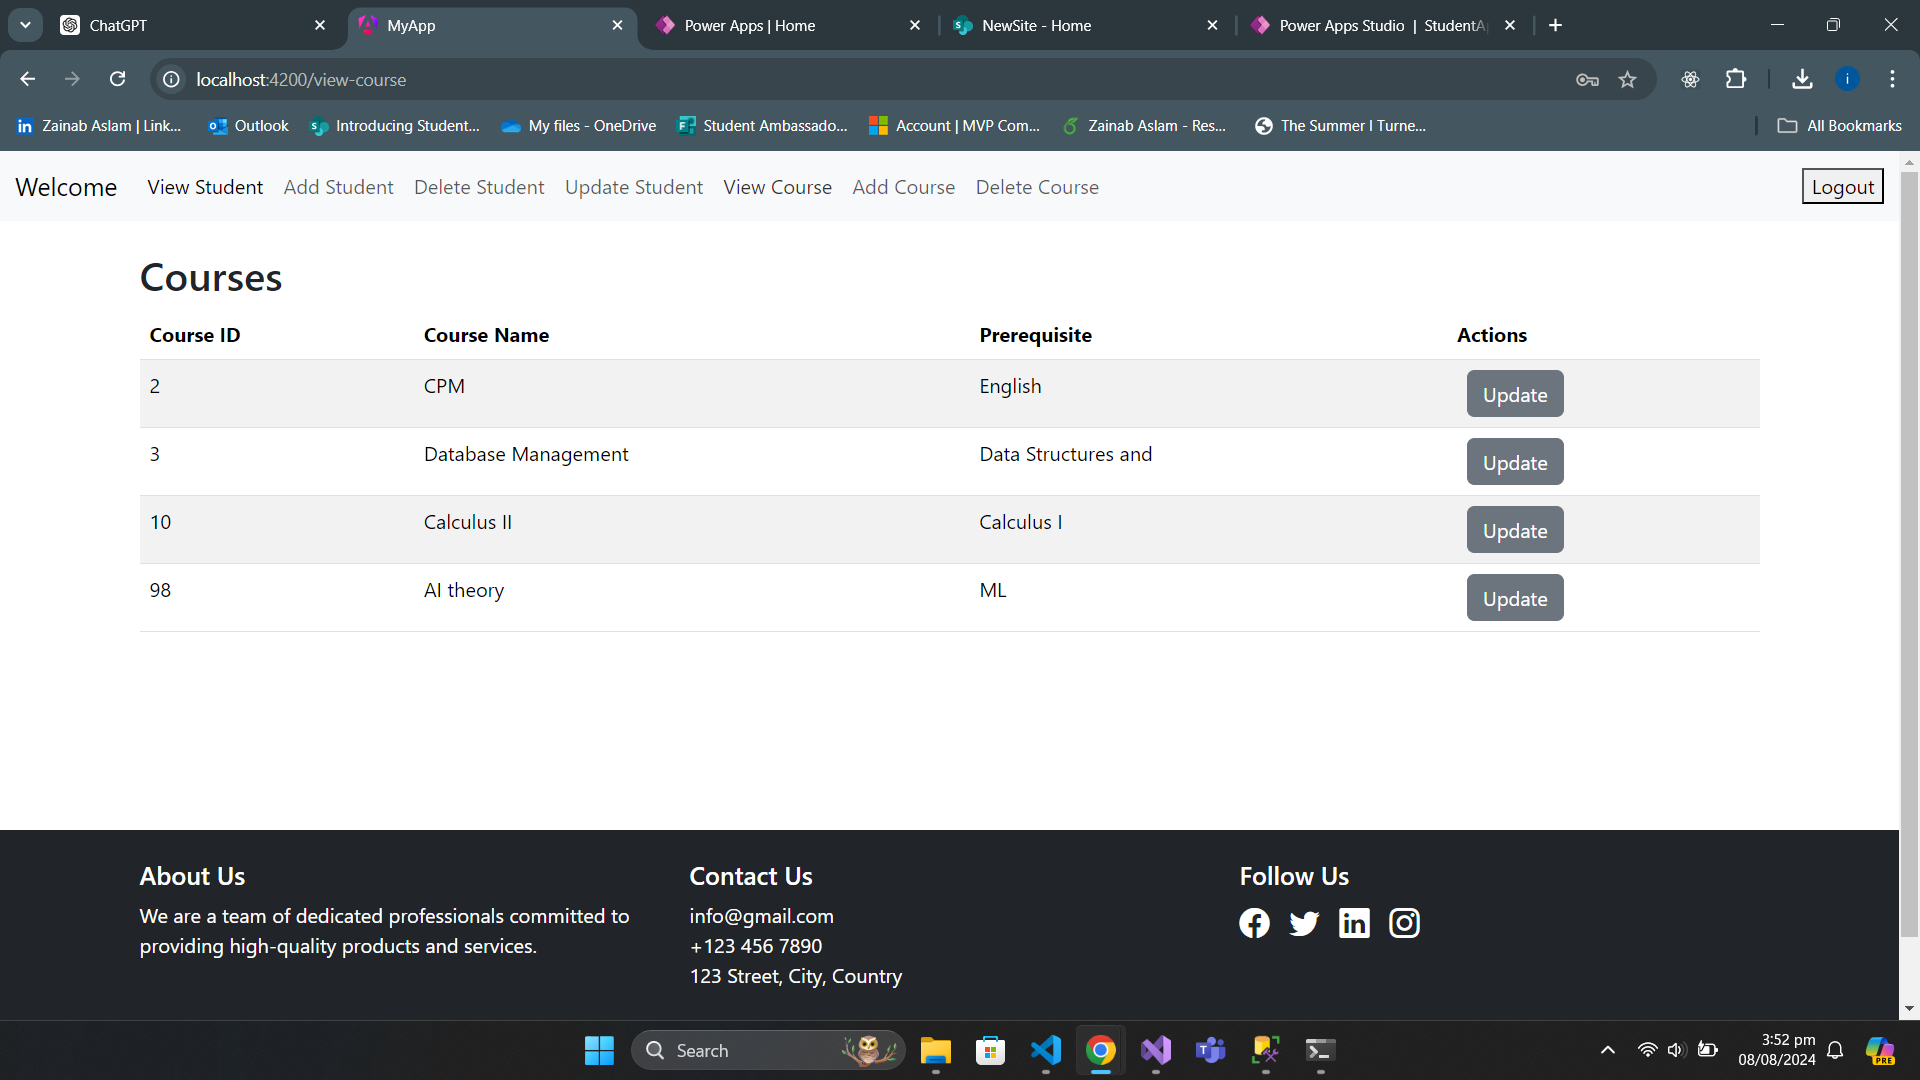 ChatGPT
MyApp
Power Apps | Home
NewSite - Home
Power Apps Studio | StudentA
localhost:4200/view-course
Zainab Aslam | Link...
Outlook
Introducing Student...
My files - OneDrive
Student Ambassado...
Account | MVP Com...
Zainab Aslam - Res...
The Summer I Turne...
All Bookmarks
Welcome
View Student
Add Student
Delete Student
Update Student
View Course
Add Course
Delete Course
Logout
Courses
Course ID Course Name Prerequisite Actions
2 CPM English Update
3 Database Management Data Structures and Update
10 Calculus II Calculus I Update
98 AI theory ML Update
About Us
We are a team of dedicated professionals committed to
providing high-quality products and services.
Contact Us
info@gmail.com
+123 456 7890
123 Street, City, Country
Follow Us
Search
3:52 pm
08/08/2024
PRE